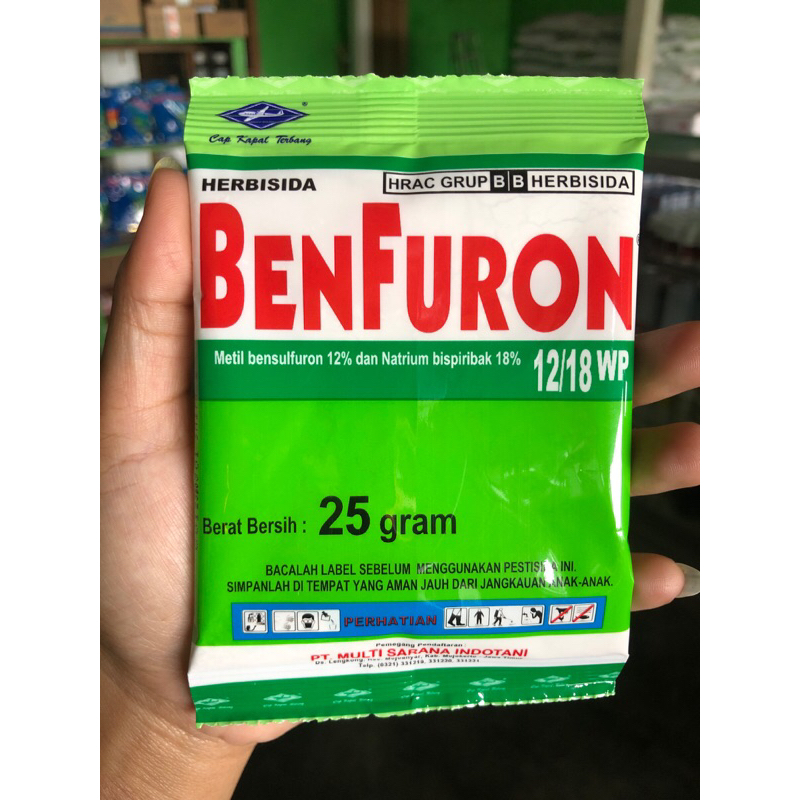 Cap Kapal Terbang
HERBISIDA
HRAC GRUP B B HERBISIDA
BENFURON
Metil bensulfuron 12% dan Natrium bispiribak 18%
12/18 WP
Berat Bersih : 25 gram
BACALAH LABEL SEBELUM MENGGUNAKAN PESTISIDA INI.
SIMPANLAH DI TEMPAT YANG AMAN JAUH DARI JANGKAUAN ANAK-ANAK.
PERHATIAN
Pemegang Pendaftaran:
PT. MULTI SARANA INDOTANI